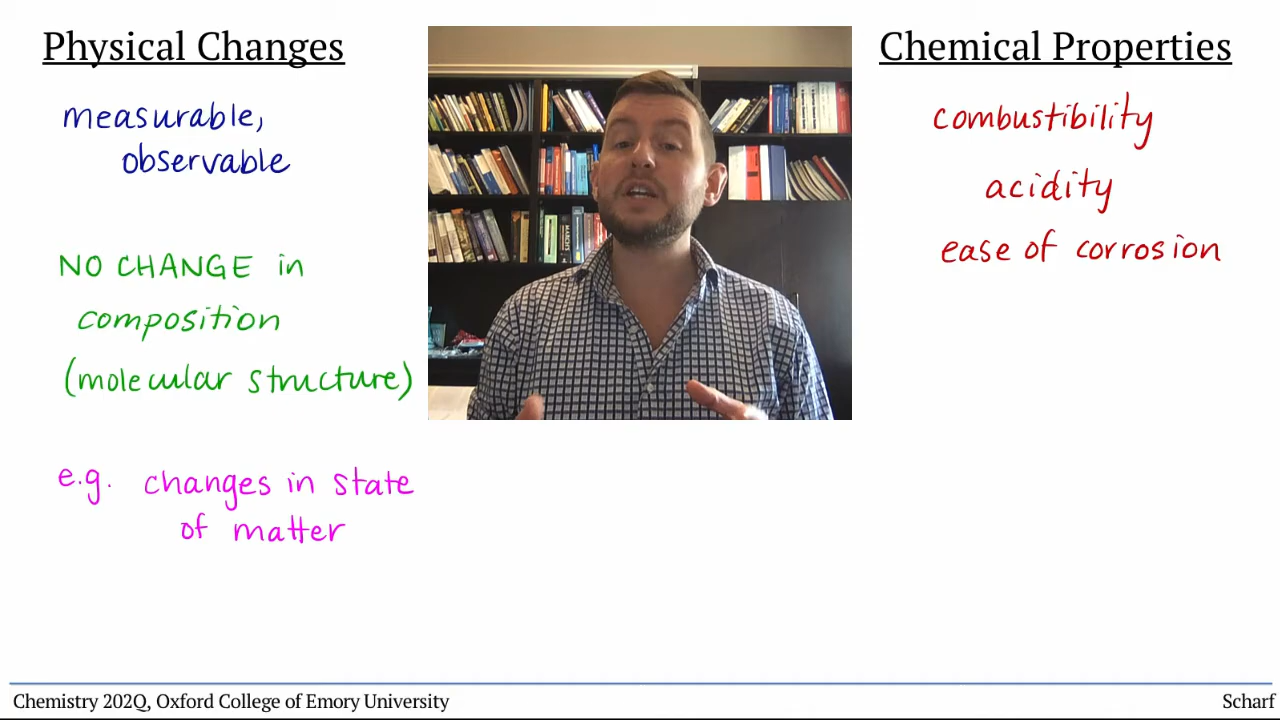 Physical Changes
measurable,
observable
NO CHANGE in
composition
(molecular structure)
e.g. changes in state
of matter
Chemical Properties
combustibility
acidity
ease of corrosion
Chemistry 202Q, Oxford College of Emory University
Scharf